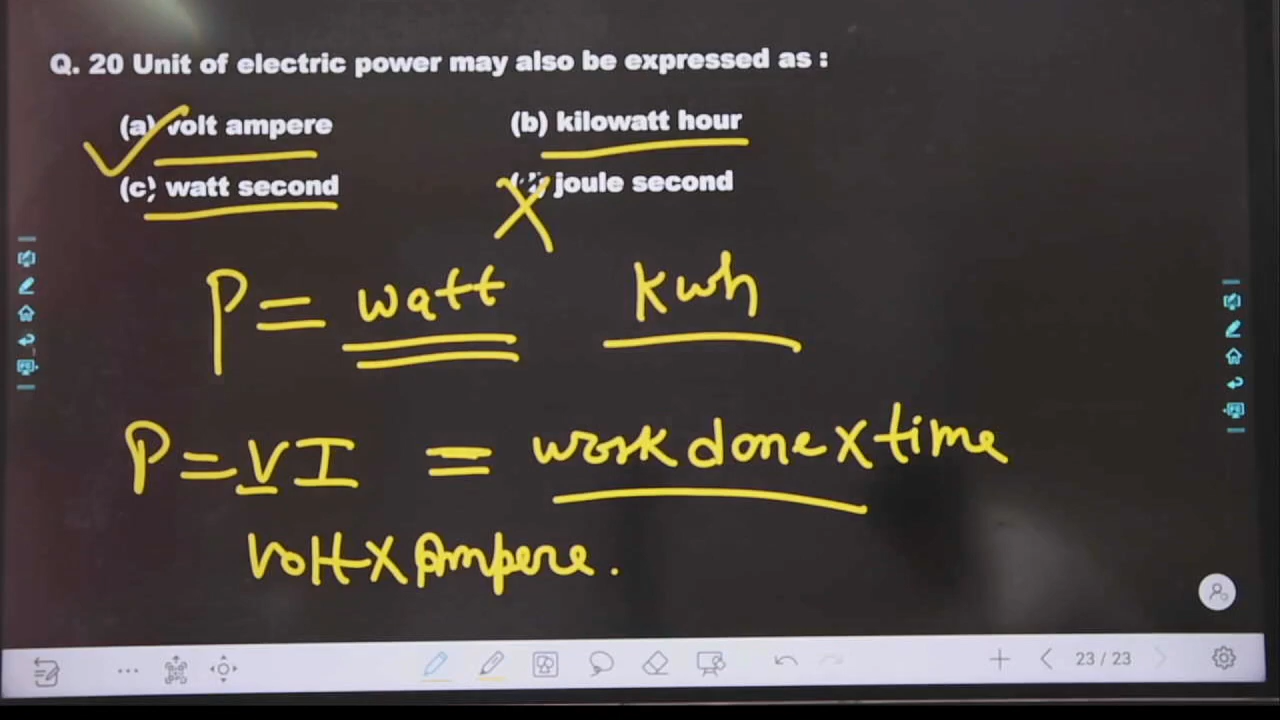 Q. 20 Unit of electric power may also be expressed as :
(a) volt ampere (b) kilowatt hour
(c) watt second joule second
P = watt kwh
P = VI = work done X time
Volt X Ampere.
23 / 23